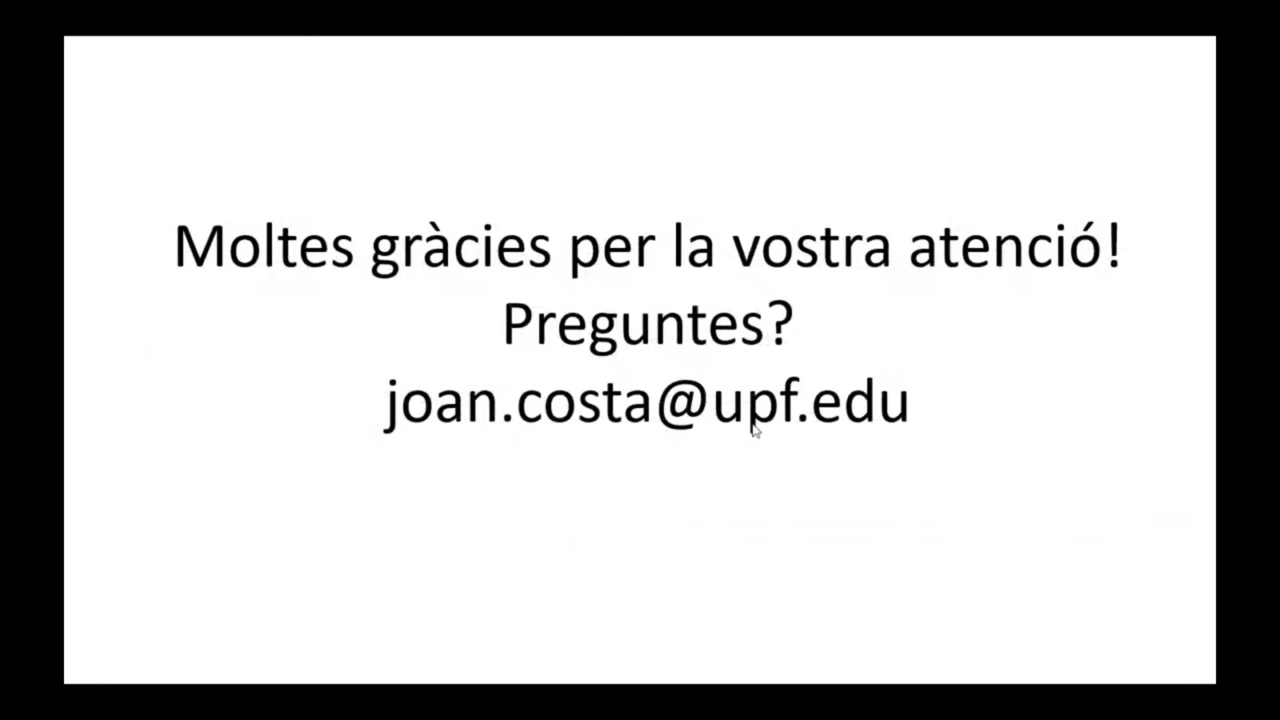 Moltes gràcies per la vostra atenció!
Preguntes?
joan.costa@upf.edu